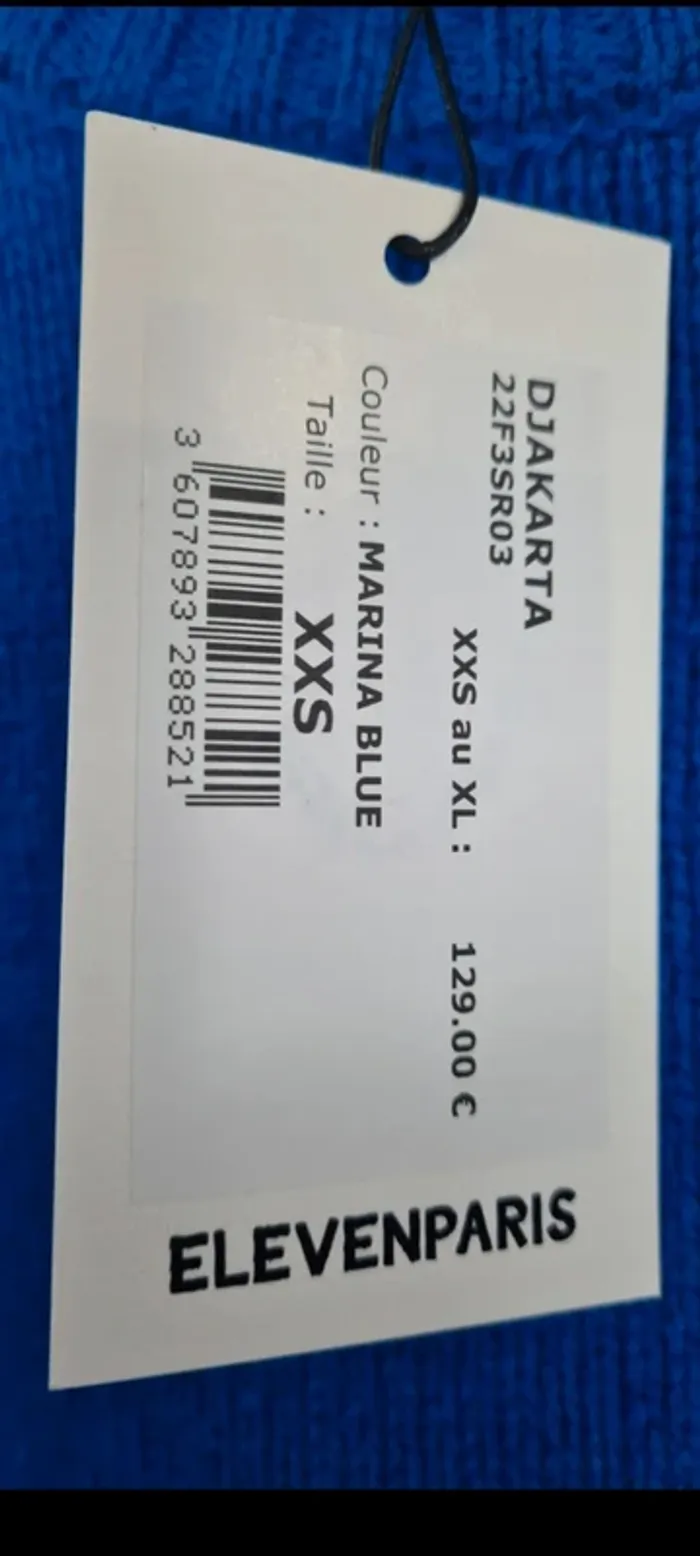 DJAKARTA
22F3SR03
XXS au XL : 129.00 €
Couleur : MARINA BLUE
Taille : XXS
3 607893 288521
ELEVENPARIS